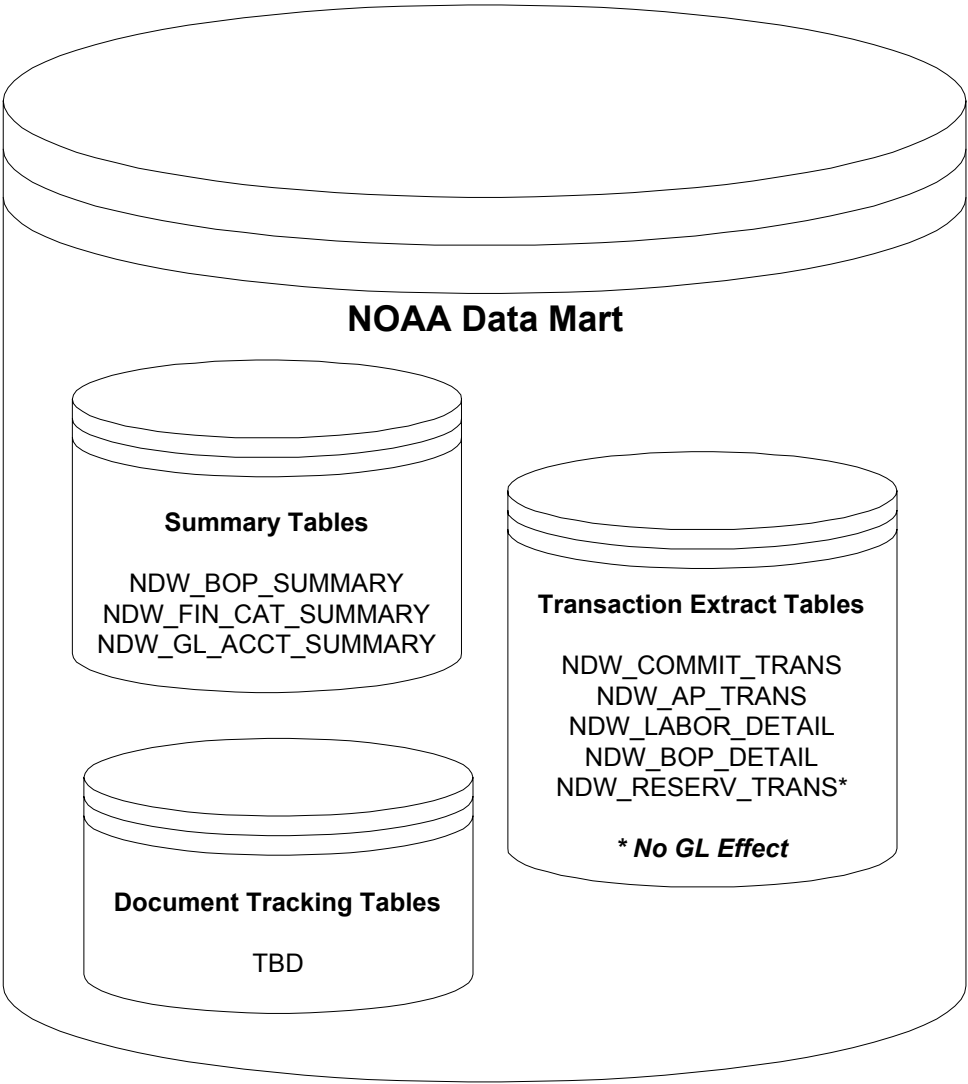 NOAA Data Mart
Summary Tables
NDW_BOP_SUMMARY
NDW_FIN_CAT_SUMMARY
NDW_GL_ACCT_SUMMARY
Transaction Extract Tables
NDW_COMMIT_TRANS
NDW_AP_TRANS
NDW_LABOR_DETAIL
NDW_BOP_DETAIL
NDW_RESERV_TRANS*
* No GL Effect
Document Tracking Tables
TBD